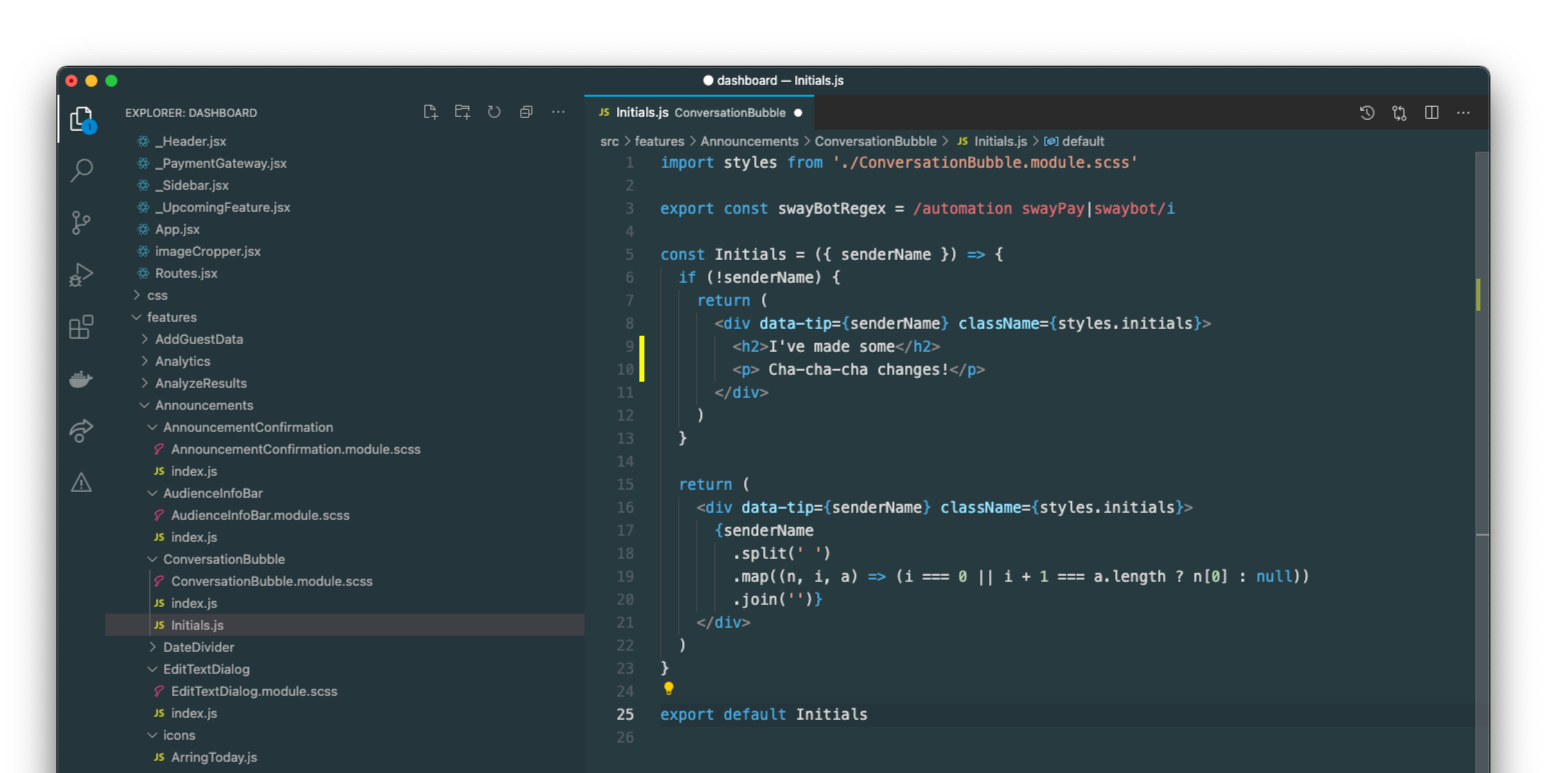 dashboard — Initials.js
EXPLORER: DASHBOARD
1
_Header.jsx
_PaymentGateway.jsx
_Sidebar.jsx
_UpcomingFeature.jsx
App.jsx
imageCropper.jsx
Routes.jsx
css
features
AddGuestData
Analytics
AnalyzeResults
Announcements
AnnouncementConfirmation
AnnouncementConfirmation.module.scss
JS index.js
AudienceInfoBar
AudienceInfoBar.module.scss
JS index.js
ConversationBubble
ConversationBubble.module.scss
JS index.js
JS Initials.js
DateDivider
EditTextDialog
EditTextDialog.module.scss
JS index.js
icons
JS ArringToday.js
JS Initials.js ConversationBubble
src > features > Announcements > ConversationBubble > JS Initials.js > default
1 import styles from './ConversationBubble.module.scss'
2
3 export const swayBotRegex = /automation swayPay|swaybot/i
4
5 const Initials = ({ senderName }) => {
6 if (!senderName) {
7 return (
8 <div data-tip={senderName} className={styles.initials}>
9 <h2>I've made some</h2>
10 <p> Cha-cha-cha changes!</p>
11 </div>
12 )
13 }
14
15 return (
16 <div data-tip={senderName} className={styles.initials}>
17 {senderName
18 .split(' ')
19 .map((n, i, a) => (i === 0 || i + 1 === a.length ? n[0] : null))
20 .join('')}
21 </div>
22 )
23 }
24
25 export default Initials
26